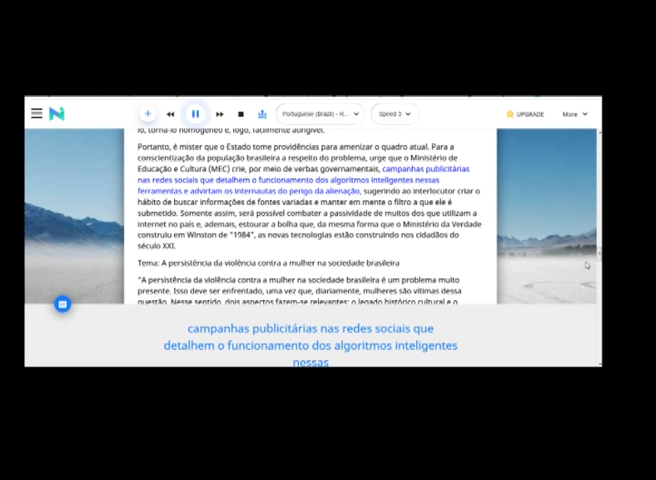 Portuguese (Brazil) - R...
Speed 3
UPGRADE
More
lo, torná-lo homogêneo e, logo, facilmente atingível.
Portanto, é mister que o Estado tome providências para amenizar o quadro atual. Para a
conscientização da população brasileira a respeito do problema, urge que o Ministério de
Educação e Cultura (MEC) crie, por meio de verbas governamentais, campanhas publicitárias
nas redes sociais que detalhem o funcionamento dos algoritmos inteligentes nessas
ferramentas e advirtam os internautas do perigo da alienação, sugerindo ao interlocutor criar o
hábito de buscar informações de fontes variadas e manter em mente o filtro a que ele é
submetido. Somente assim, será possível combater a passividade de muitos dos que utilizam a
internet no país e, ademais, estourar a bolha que, da mesma forma que o Ministério da Verdade
construiu em Winston de "1984", as novas tecnologias estão construindo nos cidadãos do
século XXI.
Tema: A persistência da violência contra a mulher na sociedade brasileira
"A persistência da violência contra a mulher na sociedade brasileira é um problema muito
presente. Isso deve ser enfrentado, uma vez que, diariamente, mulheres são vítimas dessa
questão. Nesse sentido, dois aspectos fazem-se relevantes: o legado histórico cultural e o
campanhas publicitárias nas redes sociais que
detalhem o funcionamento dos algoritmos inteligentes
nessas